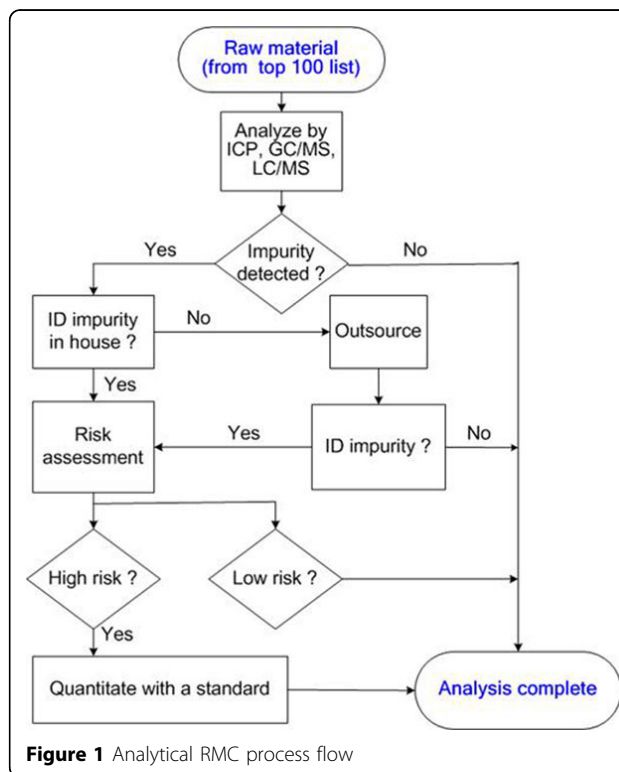 Raw material
(from top 100 list)
Analyze by
ICP, GC/MS,
LC/MS
Yes
Impurity
detected ?
No
ID impurity
in house ?
No
Outsource
Yes
Risk
assessment
Yes
ID impurity ?
No
High risk ?
Low risk ?
Yes
Quantitate with a standard
Analysis complete
Figure 1 Analytical RMC process flow